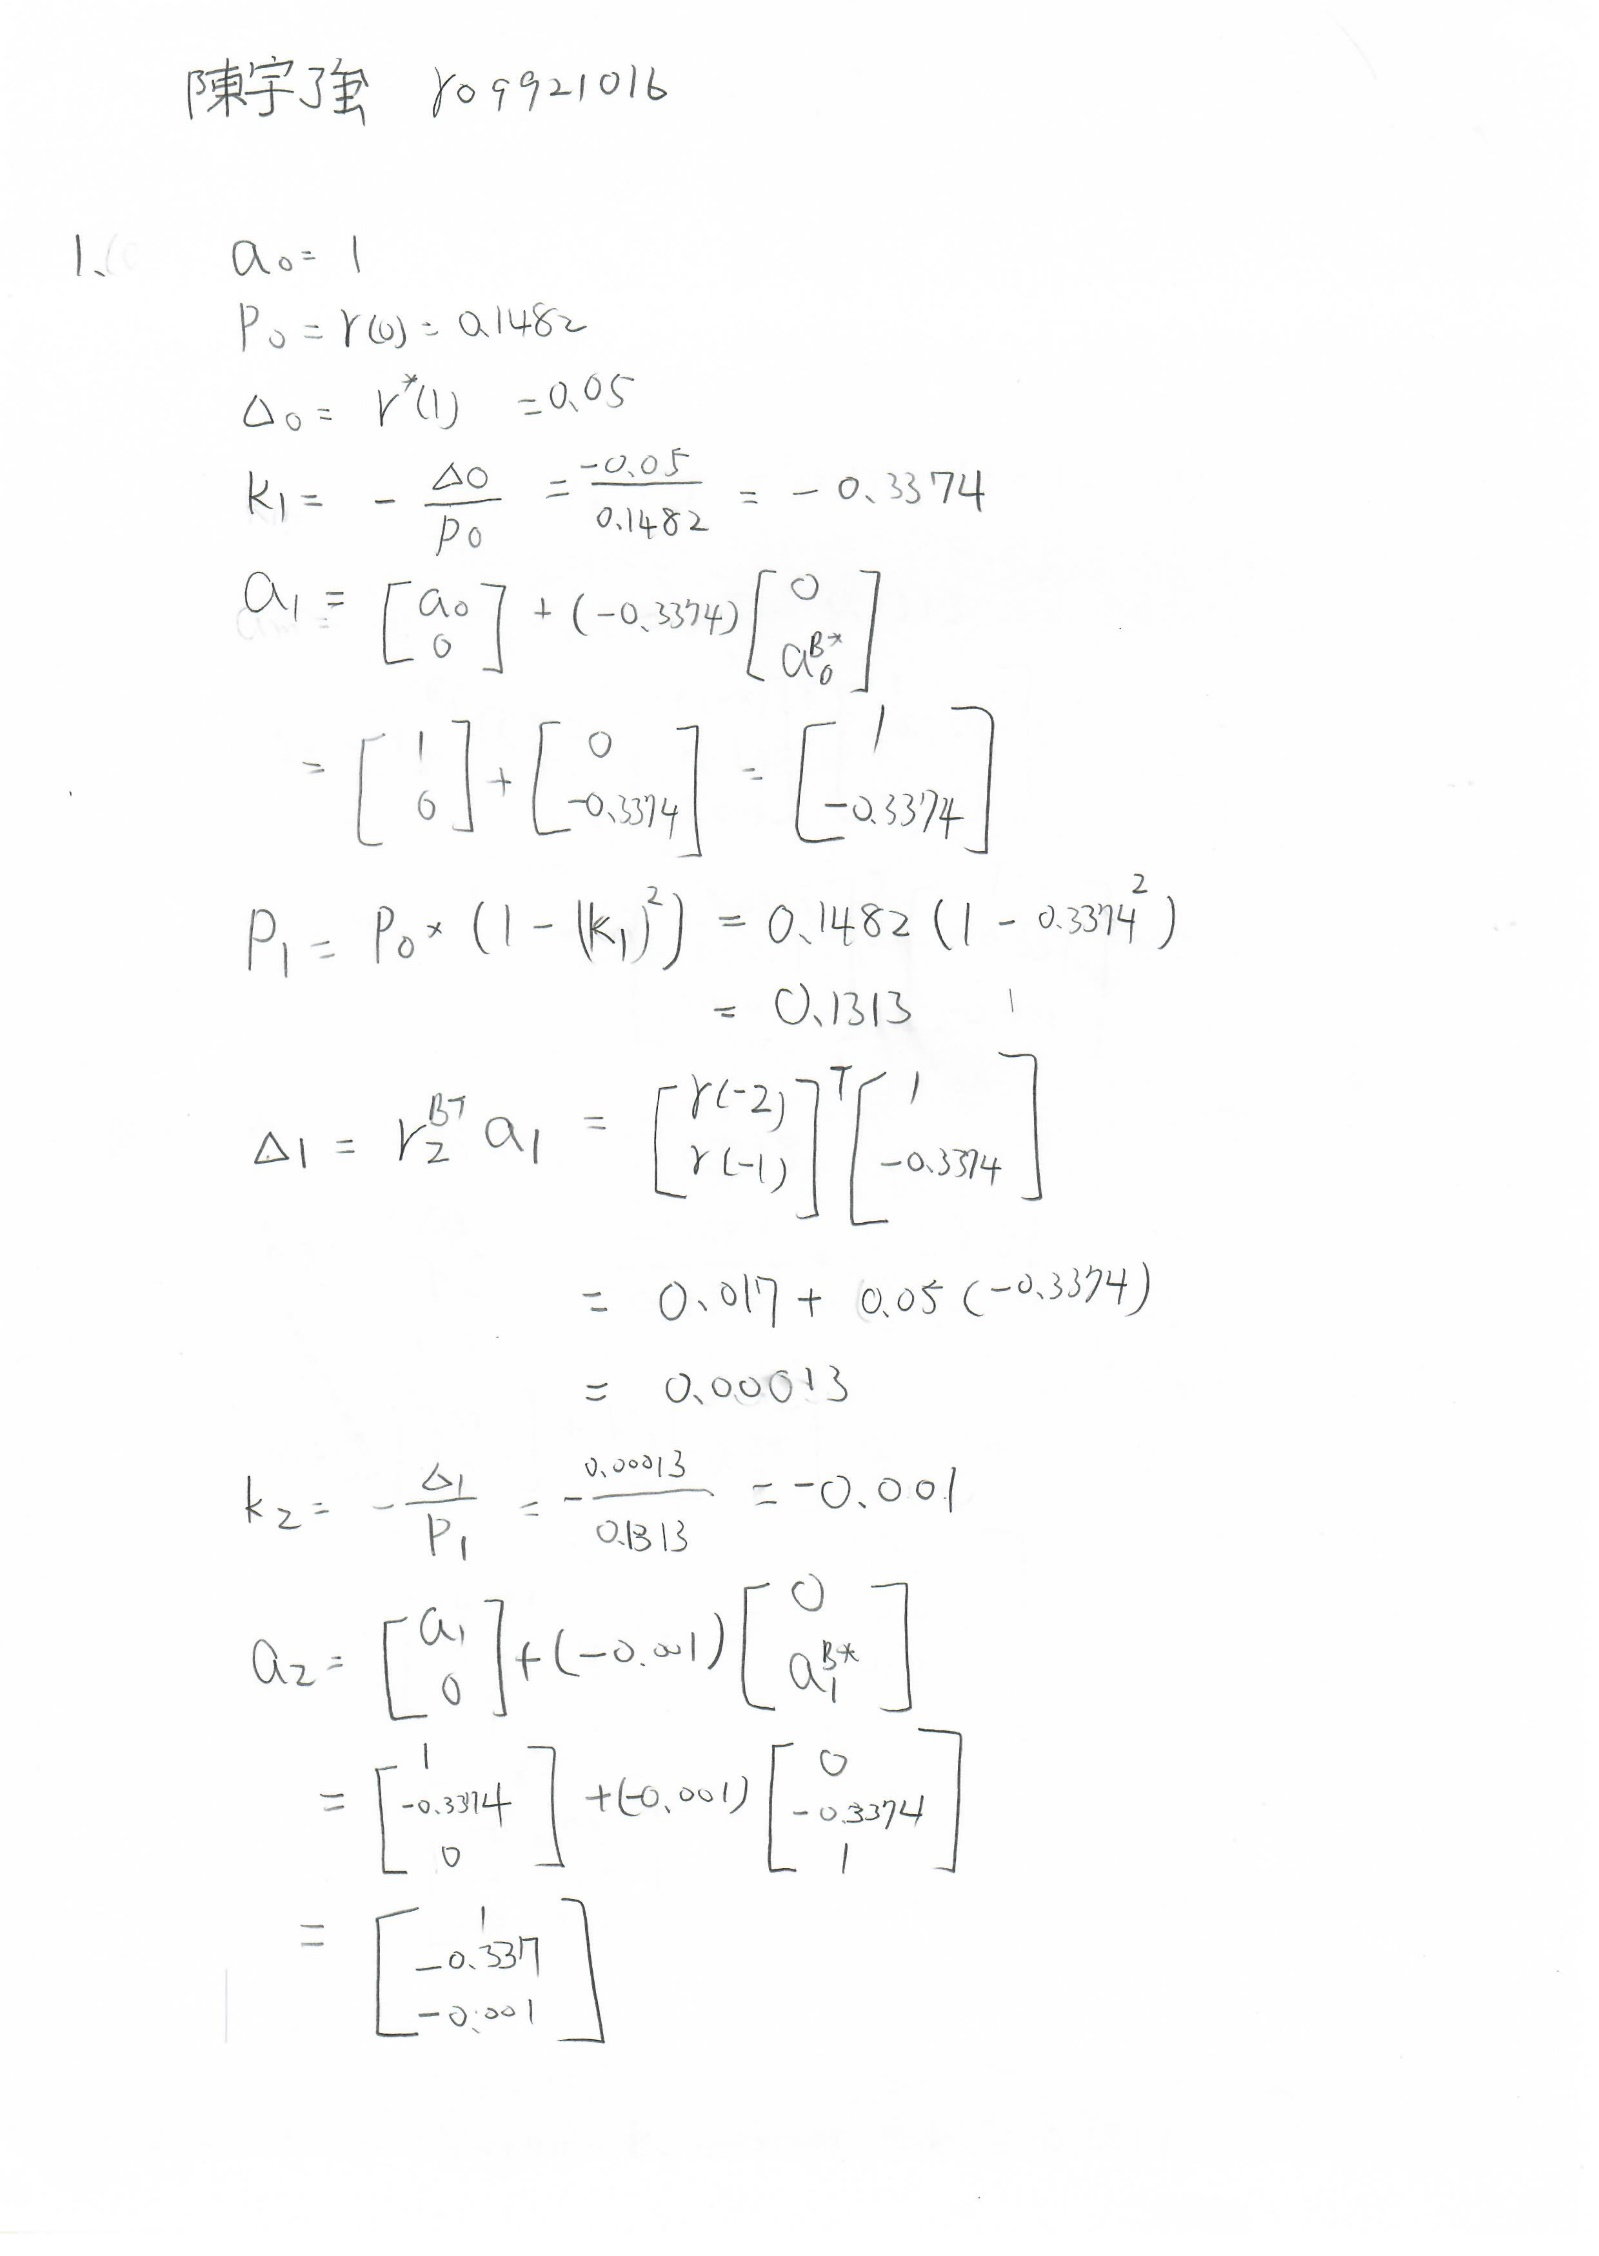 陳宇強 r09921016
1、 a0 = 1
P0 = r(0) = 0.1482
Δ0 = r*(1) = 0.05
k1 = - Δ0/P0 = -0.05/0.1482 = -0.3374
a1 = [a0 0] + (-0.3374) [0 a0^B*]
= [1 0] + [0 -0.3374] = [1 -0.3374]
P1 = P0 * (1 - (k1)^2) = 0.1482 (1 - 0.3374^2)
= 0.1313
Δ1 = r2^BT a1 = [r(-2) r(-1)]^T [1 -0.3374]
= 0.017 + 0.05 (-0.3374)
= 0.00013
k2 = - Δ1/P1 = - 0.00013/0.1313 = -0.001
a2 = [a1 0] + (-0.001) [0 a1^B*]
= [1 -0.3374 0] + (-0.001) [0 -0.3374 1]
= [1 -0.337 -0.001]